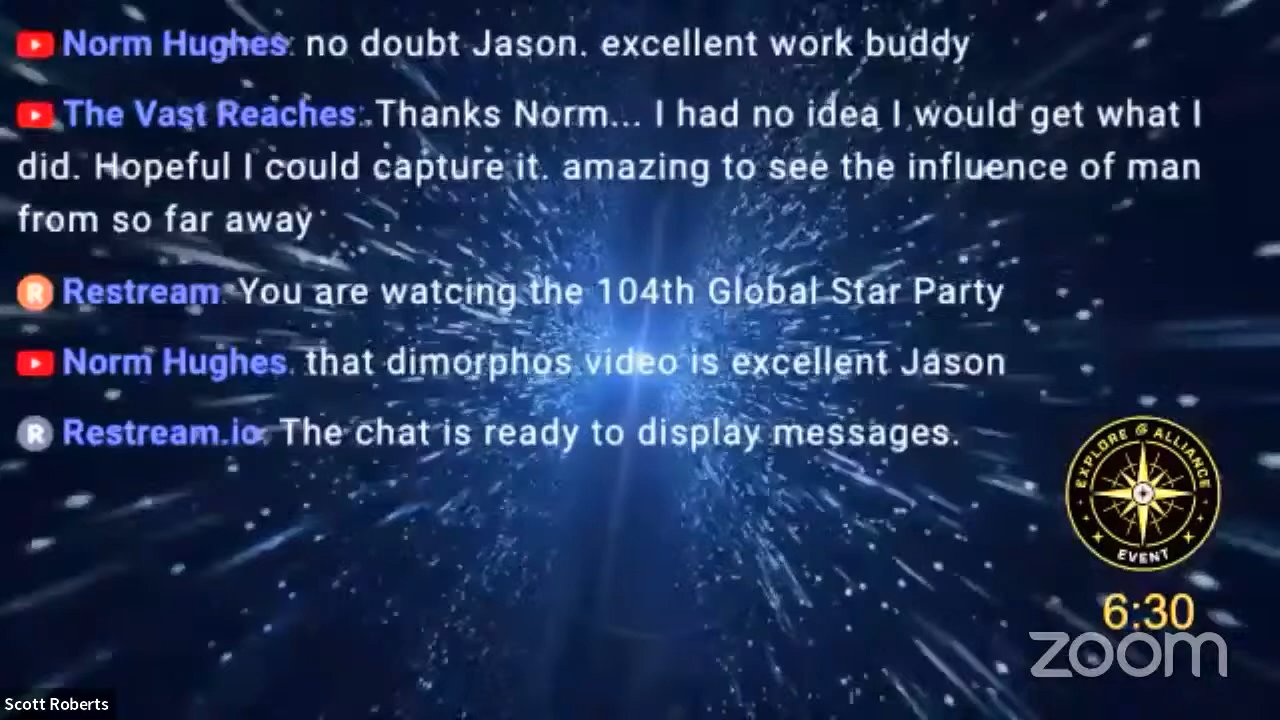 Norm Hughes: no doubt Jason. excellent work buddy
The Vast Reaches: Thanks Norm... I had no idea I would get what I
did. Hopeful I could capture it. amazing to see the influence of man
from so far away
R Restream: You are watcing the 104th Global Star Party
Norm Hughes: that dimorphos video is excellent Jason
R Restream.io: The chat is ready to display messages.
EXPLORE ALLIANCE
EVENT
6:30
zoom
Scott Roberts